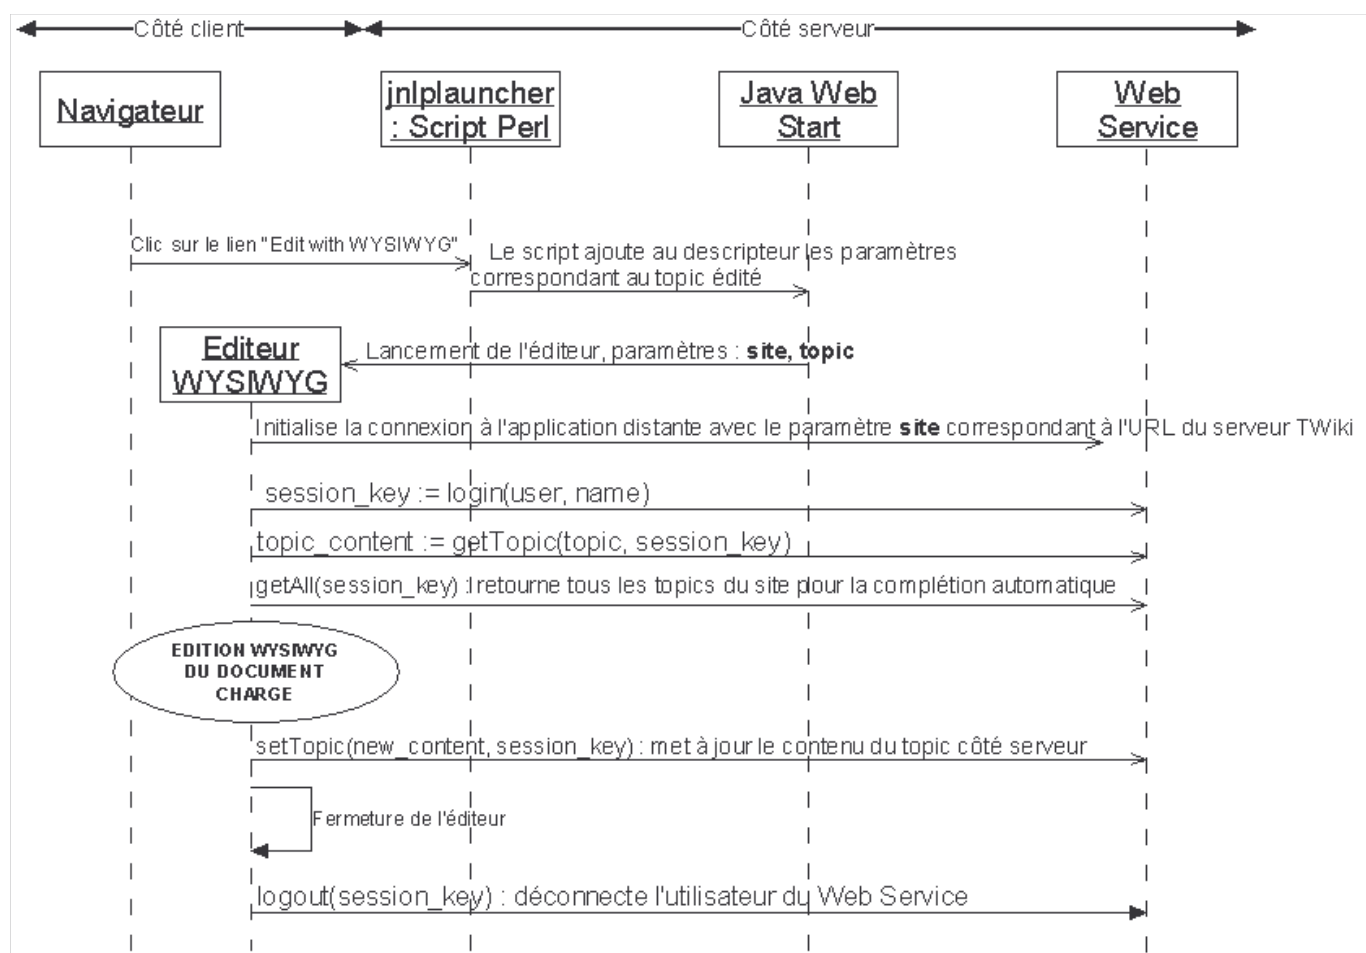 Côté client
Côté serveur
Navigateur
jnlplauncher
: Script Perl
Java Web
Start
Web
Service
Clic sur le lien "Edit with WYSIWYG"
Le script ajoute au descripteur les paramètres
correspondant au topic édité
Editeur
WYSIWYG
Lancement de l'éditeur, paramètres : site, topic
Initialise la connexion à l'application distante avec le paramètre site correspondant à l'URL du serveur TWiki
session_key := login(user, name)
topic_content := getTopic(topic, session_key)
getAll(session_key) : retourne tous les topics du site pour la complétion automatique
EDITION WYSIWYG
DU DOCUMENT
CHARGE
setTopic(new_content, session_key) : met à jour le contenu du topic côté serveur
Fermeture de l'éditeur
logout(session_key) : déconnecte l'utilisateur du Web Service